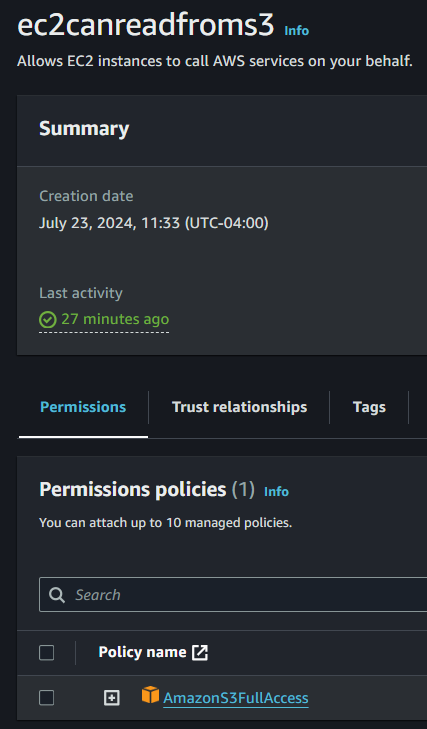 ec2canreadfroms3 Info
Allows EC2 instances to call AWS services on your behalf.
Summary
Creation date
July 23, 2024, 11:33 (UTC-04:00)
Last activity
27 minutes ago
Permissions Trust relationships Tags
Permissions policies (1) Info
You can attach up to 10 managed policies.
Search
Policy name
AmazonS3FullAccess